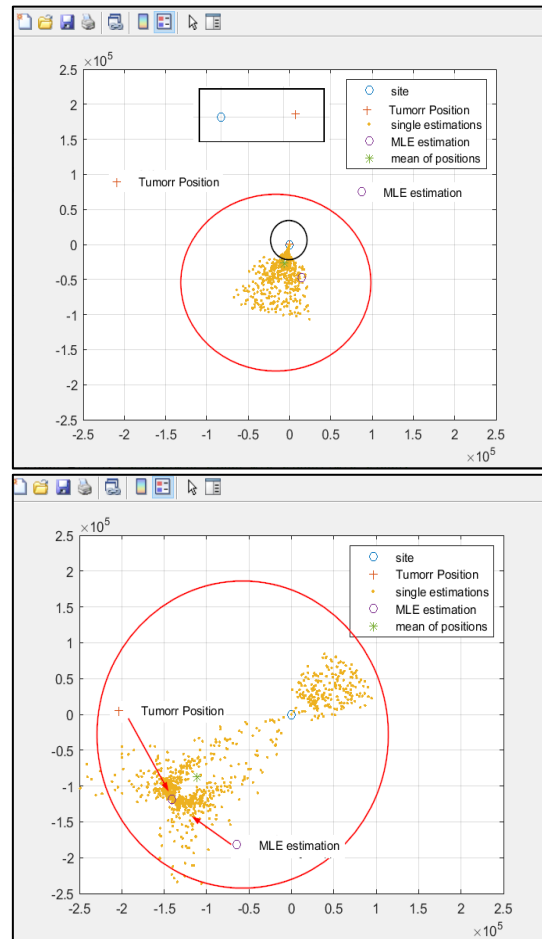 ×10^5
2.5
2
1.5
1
0.5
0
-0.5
-1
-1.5
-2
-2.5
-2.5 -2 -1.5 -1 -0.5 0 0.5 1 1.5 2 2.5
×10^5
site
Tumorr Position
single estimations
MLE estimation
mean of positions
Tumorr Position
MLE estimation
×10^5
2.5
2
1.5
1
0.5
0
-0.5
-1
-1.5
-2
-2.5
-2.5 -2 -1.5 -1 -0.5 0 0.5 1 1.5 2 2.5
×10^5
site
Tumorr Position
single estimations
MLE estimation
mean of positions
Tumorr Position
MLE estimation